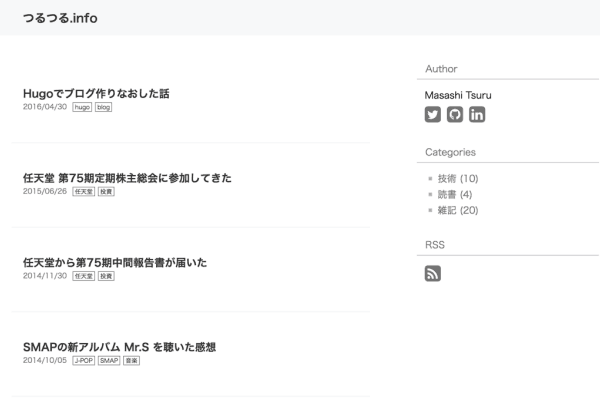 つるつる.info
Hugoでブログ作りなおした話
2016/04/30 hugo blog
任天堂 第75期定期株主総会に参加してきた
2015/06/26 任天堂 投資
任天堂から第75期中間報告書が届いた
2014/11/30 任天堂 投資
SMAPの新アルバム Mr.S を聴いた感想
2014/10/05 J-POP SMAP 音楽
Author
Masashi Tsuru
Categories
技術 (10)
読書 (4)
雑記 (20)
RSS